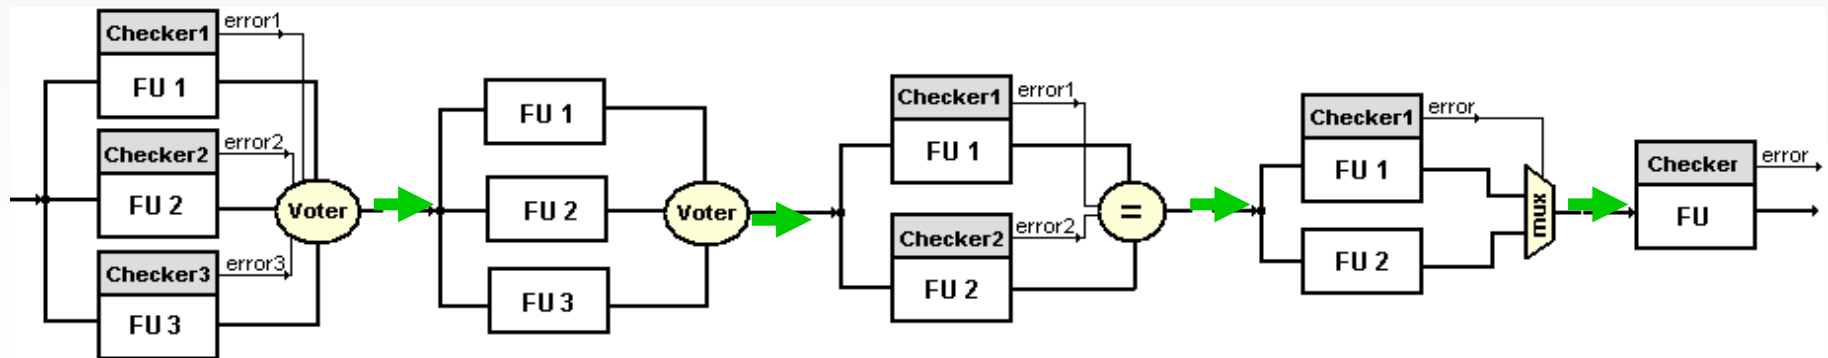 Checker1
error1
FU 1
Checker2
error2
FU 2
Checker3
error3
FU 3
Voter
FU 1
FU 2
FU 3
Voter
Checker1
error1
FU 1
Checker2
error2
FU 2
=
Checker1
error
FU 1
FU 2
mux
Checker
error
FU